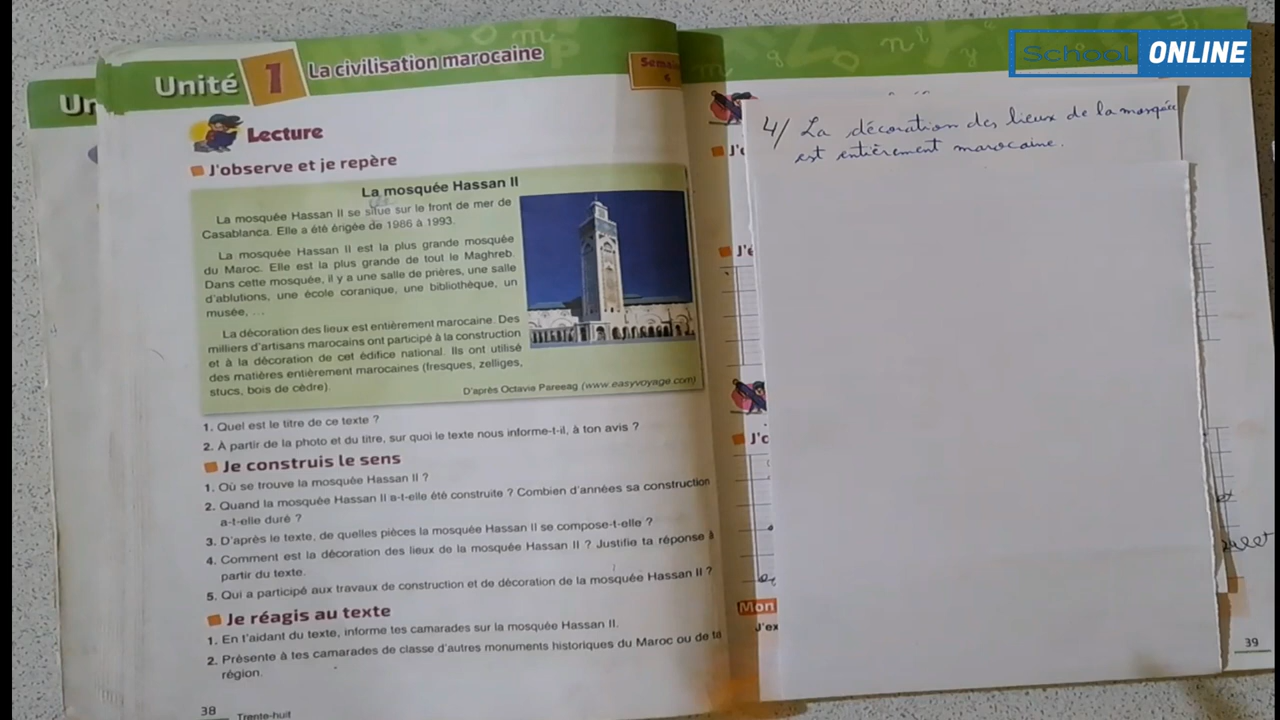 School ONLINE
Un
Unité 1 La civilisation marocaine
Semai
6
Lecture
J'observe et je repère
La mosquée Hassan II
La mosquée Hassan II se situe sur le front de mer de
Casablanca. Elle a été érigée de 1986 à 1993.
La mosquée Hassan II est la plus grande mosquée
du Maroc. Elle est la plus grande de tout le Maghreb.
Dans cette mosquée, il y a une salle de prières, une salle
d'ablutions, une école coranique, une bibliothèque, un
musée, ...
La décoration des lieux est entièrement marocaine. Des
milliers d'artisans marocains ont participé à la construction
et à la décoration de cet édifice national. Ils ont utilisé
des matières entièrement marocaines (fresques, zelliges,
stucs, bois de cèdre).
D'après Octavie Pareeag (www.easyvoyage.com)
1. Quel est le titre de ce texte ?
2. À partir de la photo et du titre, sur quoi le texte nous informe-t-il, à ton avis ?
Je construis le sens
1. Où se trouve la mosquée Hassan II ?
2. Quand la mosquée Hassan II a-t-elle été construite ? Combien d'années sa construction
a-t-elle duré ?
3. D'après le texte, de quelles pièces la mosquée Hassan II se compose-t-elle ?
4. Comment est la décoration des lieux de la mosquée Hassan II ? Justifie ta réponse à
partir du texte.
5. Qui a participé aux travaux de construction et de décoration de la mosquée Hassan II ?
Je réagis au texte
1. En t'aidant du texte, informe tes camarades sur la mosquée Hassan II.
2. Présente à tes camarades de classe d'autres monuments historiques du Maroc ou de ta
région.
38
Trente-huit
4/ La décoration des lieux de la mosquée
est entièrement marocaine.
J'é
J'c
Mon
J'ex
39